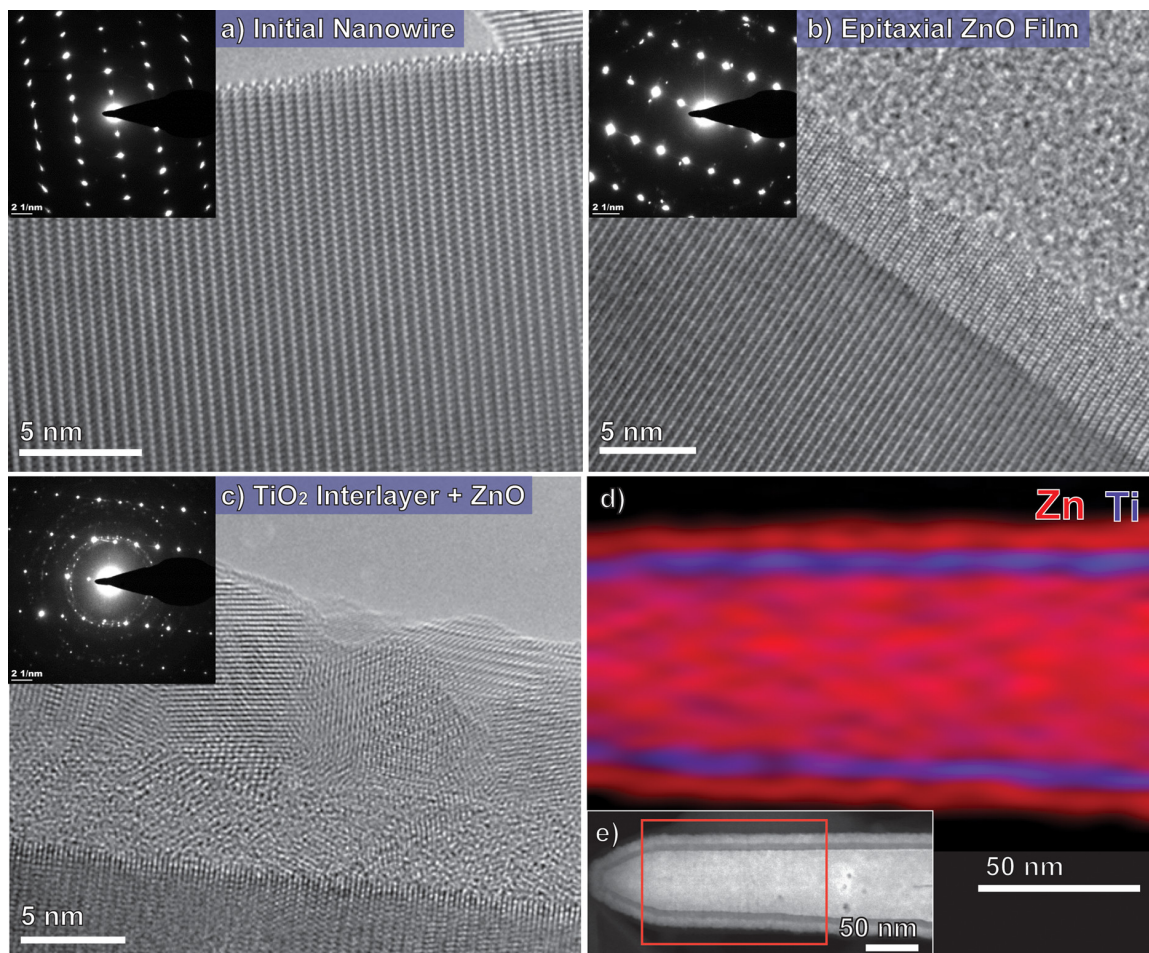 a) Initial Nanowire
2 1/nm
5 nm
b) Epitaxial ZnO Film
2 1/nm
5 nm
c) TiO₂ Interlayer + ZnO
2 1/nm
5 nm
d)
Zn Ti
50 nm
e)
50 nm